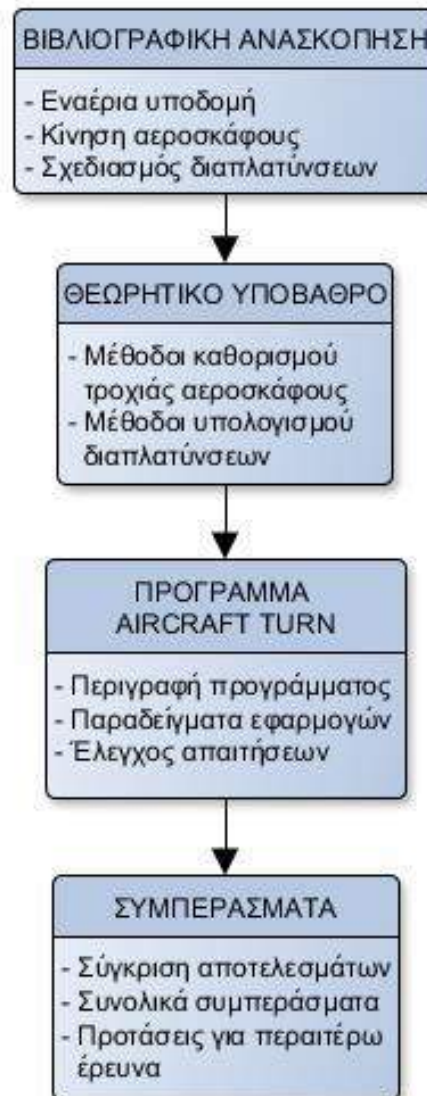 ΒΙΒΛΙΟΓΡΑΦΙΚΗ ΑΝΑΣΚΟΠΗΣΗ
- Εναέρια υποδομή
- Κίνηση αεροσκάφους
- Σχεδιασμός διαπλατύνσεων
ΘΕΩΡΗΤΙΚΟ ΥΠΟΒΑΘΡΟ
- Μέθοδοι καθορισμού
τροχιάς αεροσκάφους
- Μέθοδοι υπολογισμού
διαπλατύνσεων
ΠΡΟΓΡΑΜΜΑ
AIRCRAFT TURN
- Περιγραφή προγράμματος
- Παραδείγματα εφαρμογών
- Έλεγχος απαιτήσεων
ΣΥΜΠΕΡΑΣΜΑΤΑ
- Σύγκριση αποτελεσμάτων
- Συνολικά συμπεράσματα
- Προτάσεις για περαιτέρω
έρευνα